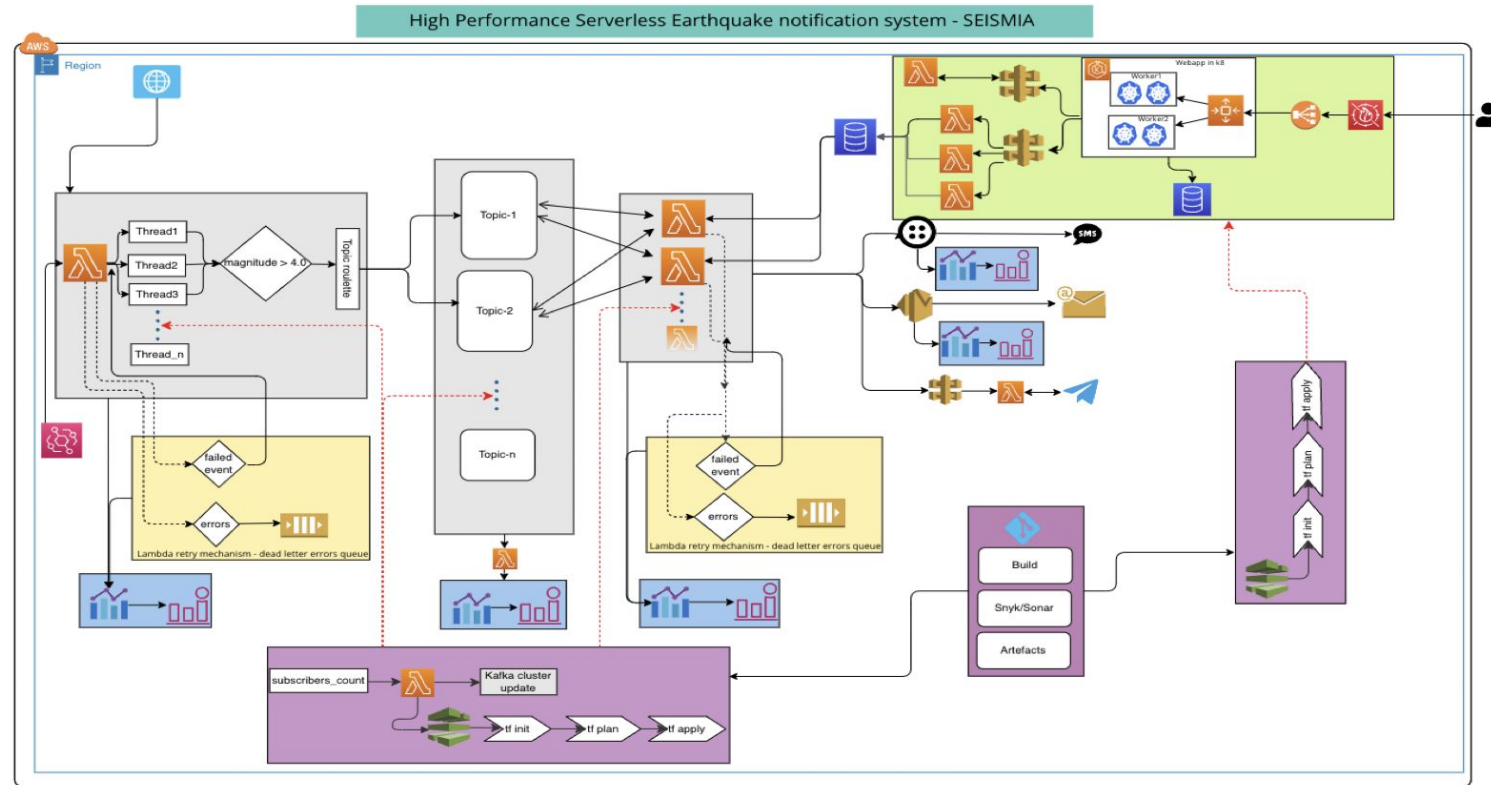 High Performance Serverless Earthquake notification system - SEISMIA
AWS
Region
Webapp in k8
Worker1
Worker2
Thread1
Thread2
Thread3
Thread_n
magnitude > 4.0
Topic roulette
Topic-1
Topic-2
Topic-n
SMS
@
failed
event
errors
Lambda retry mechanism - dead letter errors queue
failed
event
errors
Lambda retry mechanism - dead letter errors queue
tf apply
tf plan
tf init
Build
Snyk/Sonar
Artefacts
subscribers_count
Kafka cluster
update
tf init
tf plan
tf apply